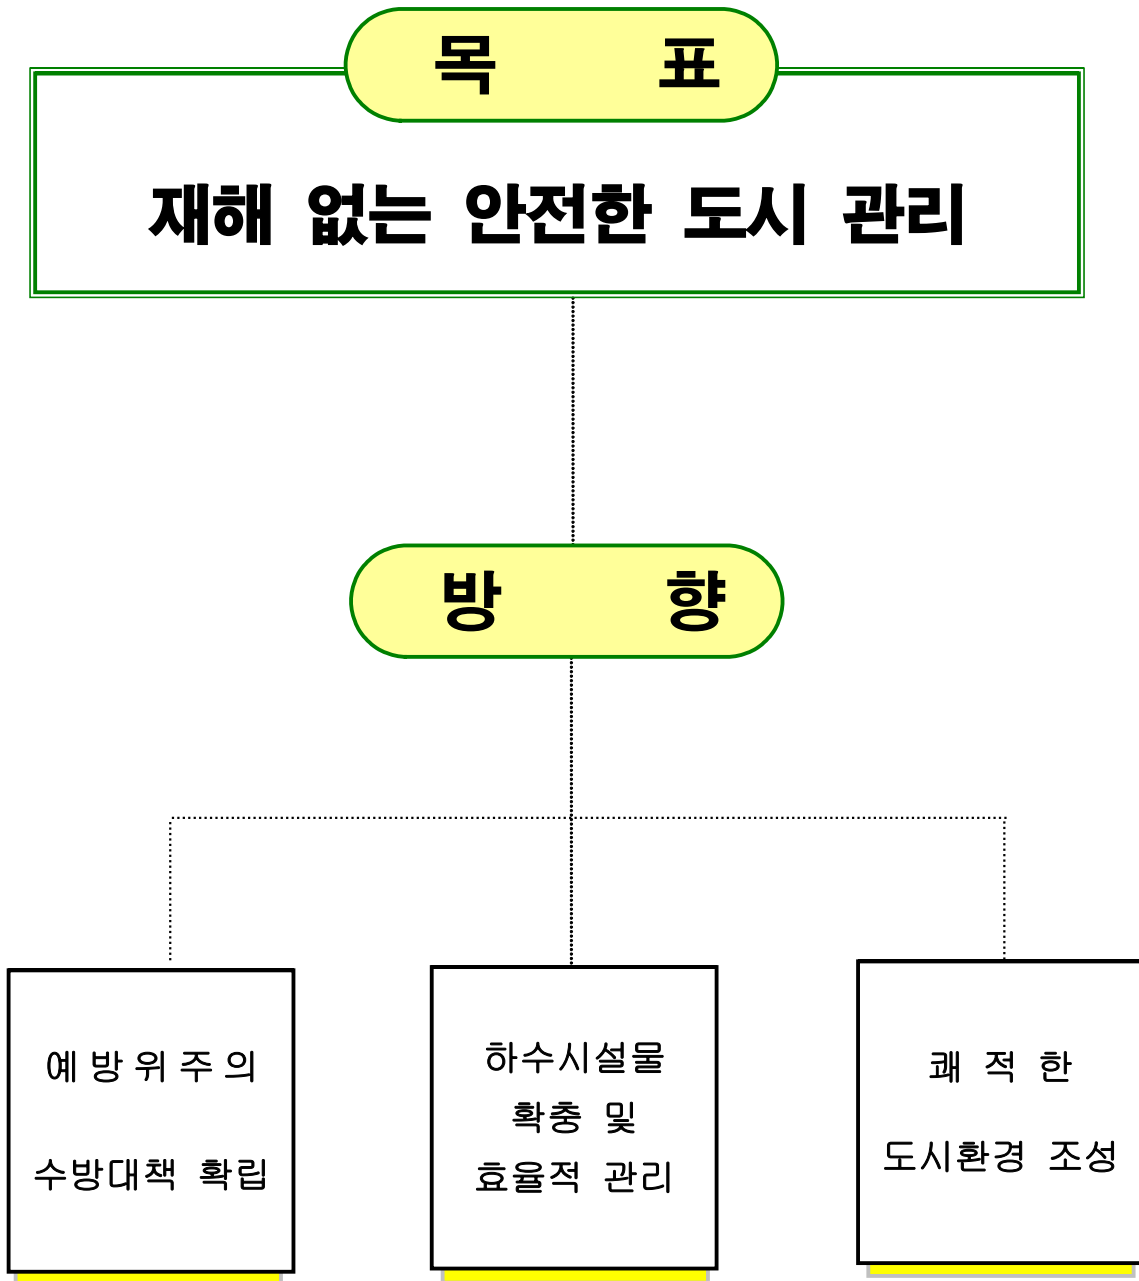 목 표
재해 없는 안전한 도시 관리
방 향
예방위주의
수방대책 확립
하수시설물
확충 및
효율적 관리
쾌 적 한
도시환경 조성